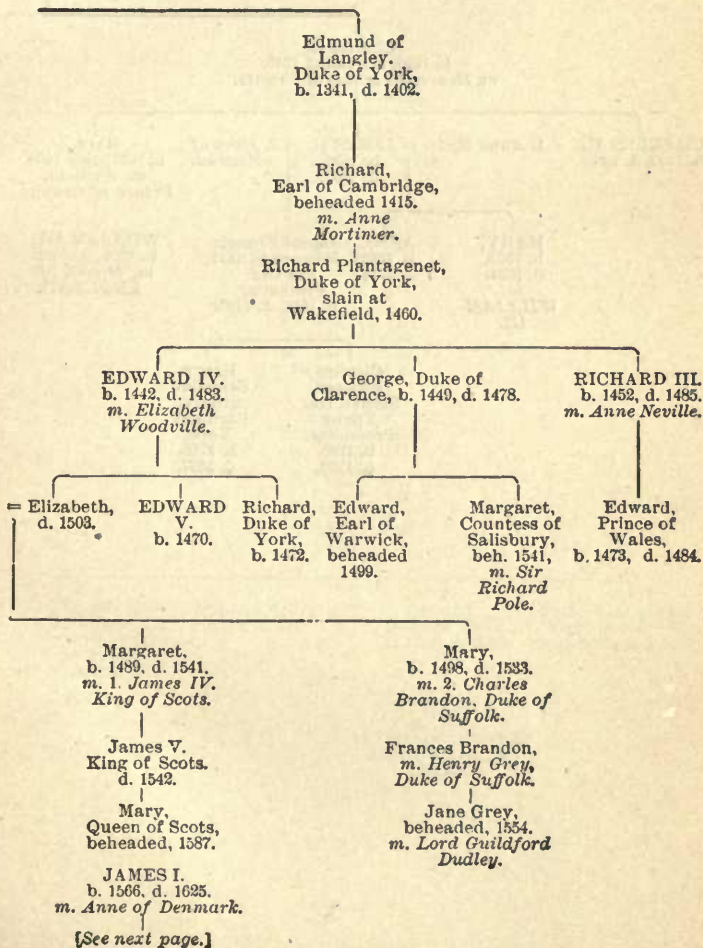 Edmund of
Langley.
Duke of York,
b. 1341, d. 1402.
Richard,
Earl of Cambridge,
beheaded 1415.
m. Anne
Mortimer.
Richard Plantagenet,
Duke of York,
slain at
Wakefield, 1460.
EDWARD IV.
b. 1442, d. 1483.
m. Elizabeth
Woodville.
George, Duke of
Clarence, b. 1449, d. 1478.
RICHARD III.
b. 1452, d. 1485.
m. Anne Neville.
= Elizabeth,
d. 1503.
EDWARD
V.
b. 1470.
Richard,
Duke of
York,
b. 1472.
Edward,
Earl of
Warwick,
beheaded
1499.
Margaret,
Countess of
Salisbury,
beh. 1541,
m. Sir
Richard
Pole.
Edward,
Prince of
Wales,
b. 1473, d. 1484.
Margaret,
b. 1489, d. 1541.
m. 1. James IV.
King of Scots.
Mary,
b. 1498, d. 1533.
m. 2. Charles
Brandon, Duke of
Suffolk.
James V.
King of Scots.
d. 1542.
Frances Brandon,
m. Henry Grey,
Duke of Suffolk.
Mary,
Queen of Scots,
beheaded, 1587.
Jane Grey,
beheaded, 1554.
m. Lord Guildford
Dudley.
JAMES I.
b. 1566, d. 1625.
m. Anne of Denmark.
[See next page.]